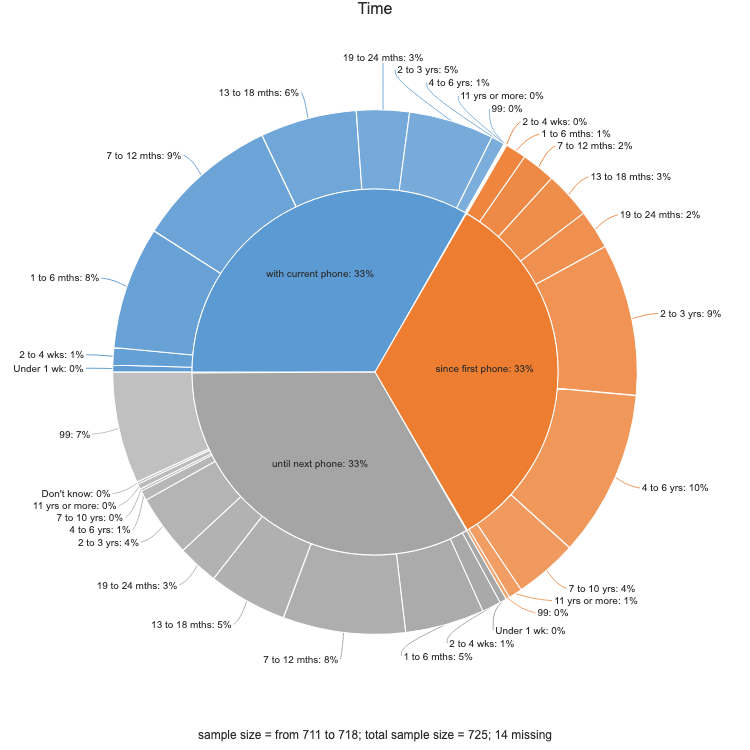 Time
19 to 24 mths: 3%
2 to 3 yrs: 5%
4 to 6 yrs: 1%
11 yrs or more: 0%
99: 0%
13 to 18 mths: 6%
7 to 12 mths: 9%
1 to 6 mths: 8%
2 to 4 wks: 1%
Under 1 wk: 0%
with current phone: 33%
2 to 4 wks: 0%
1 to 6 mths: 1%
7 to 12 mths: 2%
13 to 18 mths: 3%
19 to 24 mths: 2%
2 to 3 yrs: 9%
since first phone: 33%
4 to 6 yrs: 10%
7 to 10 yrs: 4%
11 yrs or more: 1%
99: 0%
until next phone: 33%
99: 7%
Don't know: 0%
11 yrs or more: 0%
7 to 10 yrs: 0%
4 to 6 yrs: 1%
2 to 3 yrs: 4%
19 to 24 mths: 3%
13 to 18 mths: 5%
7 to 12 mths: 8%
1 to 6 mths: 5%
2 to 4 wks: 1%
Under 1 wk: 0%
sample size = from 711 to 718; total sample size = 725; 14 missing